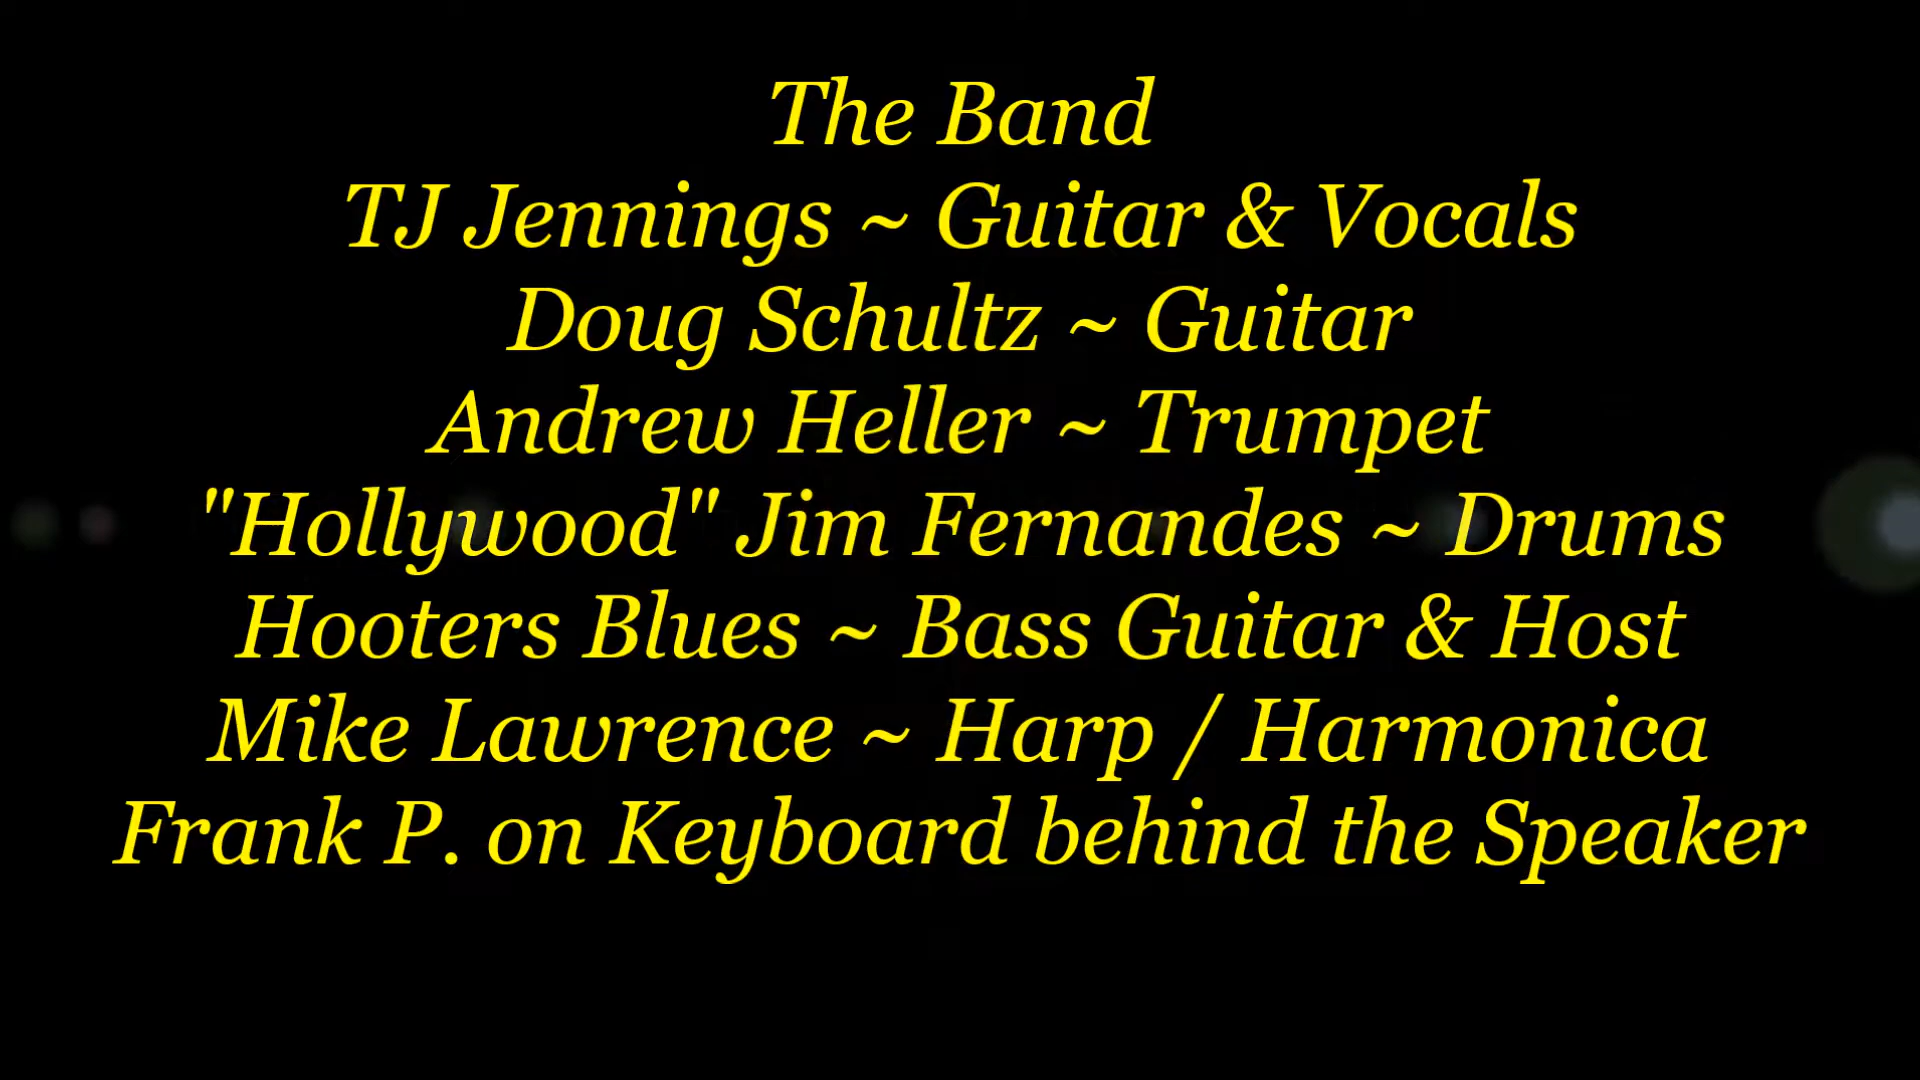 The Band
TJ Jennings ~ Guitar & Vocals
Doug Schultz ~ Guitar
Andrew Heller ~ Trumpet
"Hollywood" Jim Fernandes ~ Drums
Hooters Blues ~ Bass Guitar & Host
Mike Lawrence ~ Harp / Harmonica
Frank P. on Keyboard behind the Speaker